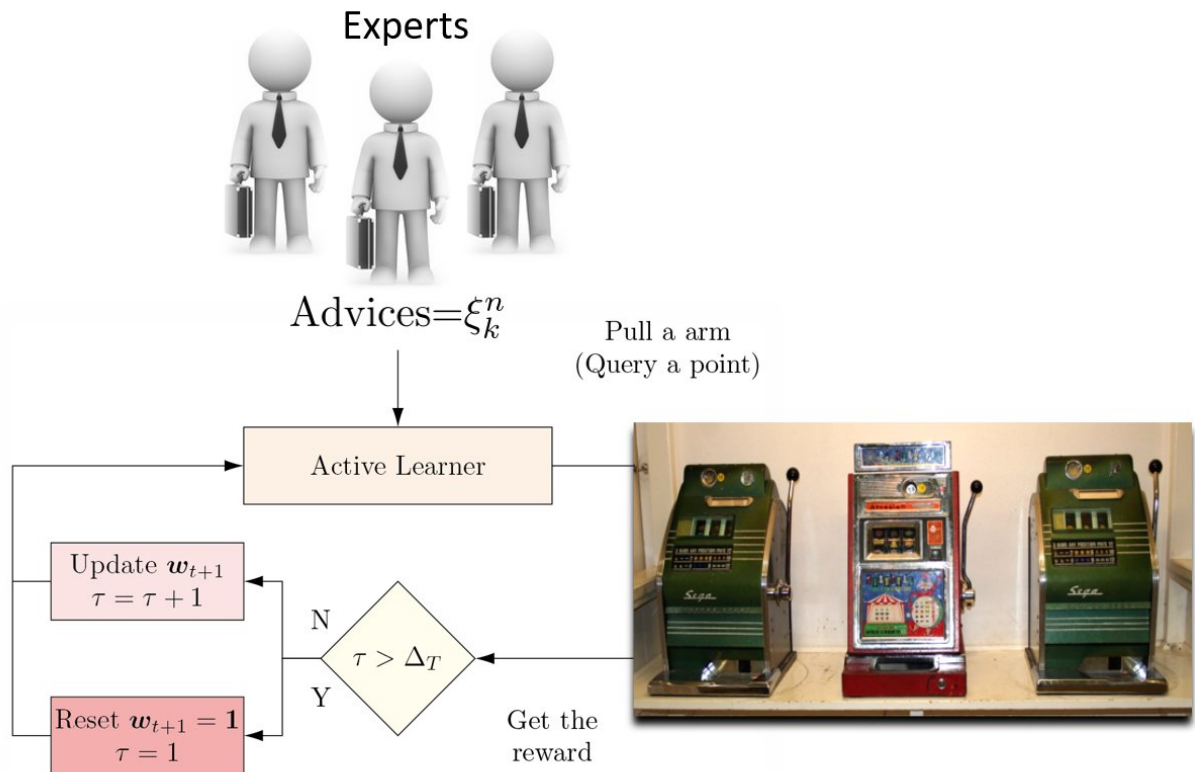 Experts
Advices=ξₖⁿ
Pull a arm
(Query a point)
Active Learner
Update w_{t+1}
τ = τ + 1
N
τ > Δ_T
Y
Reset w_{t+1} = 1
τ = 1
Get the
reward
Sega
Sega